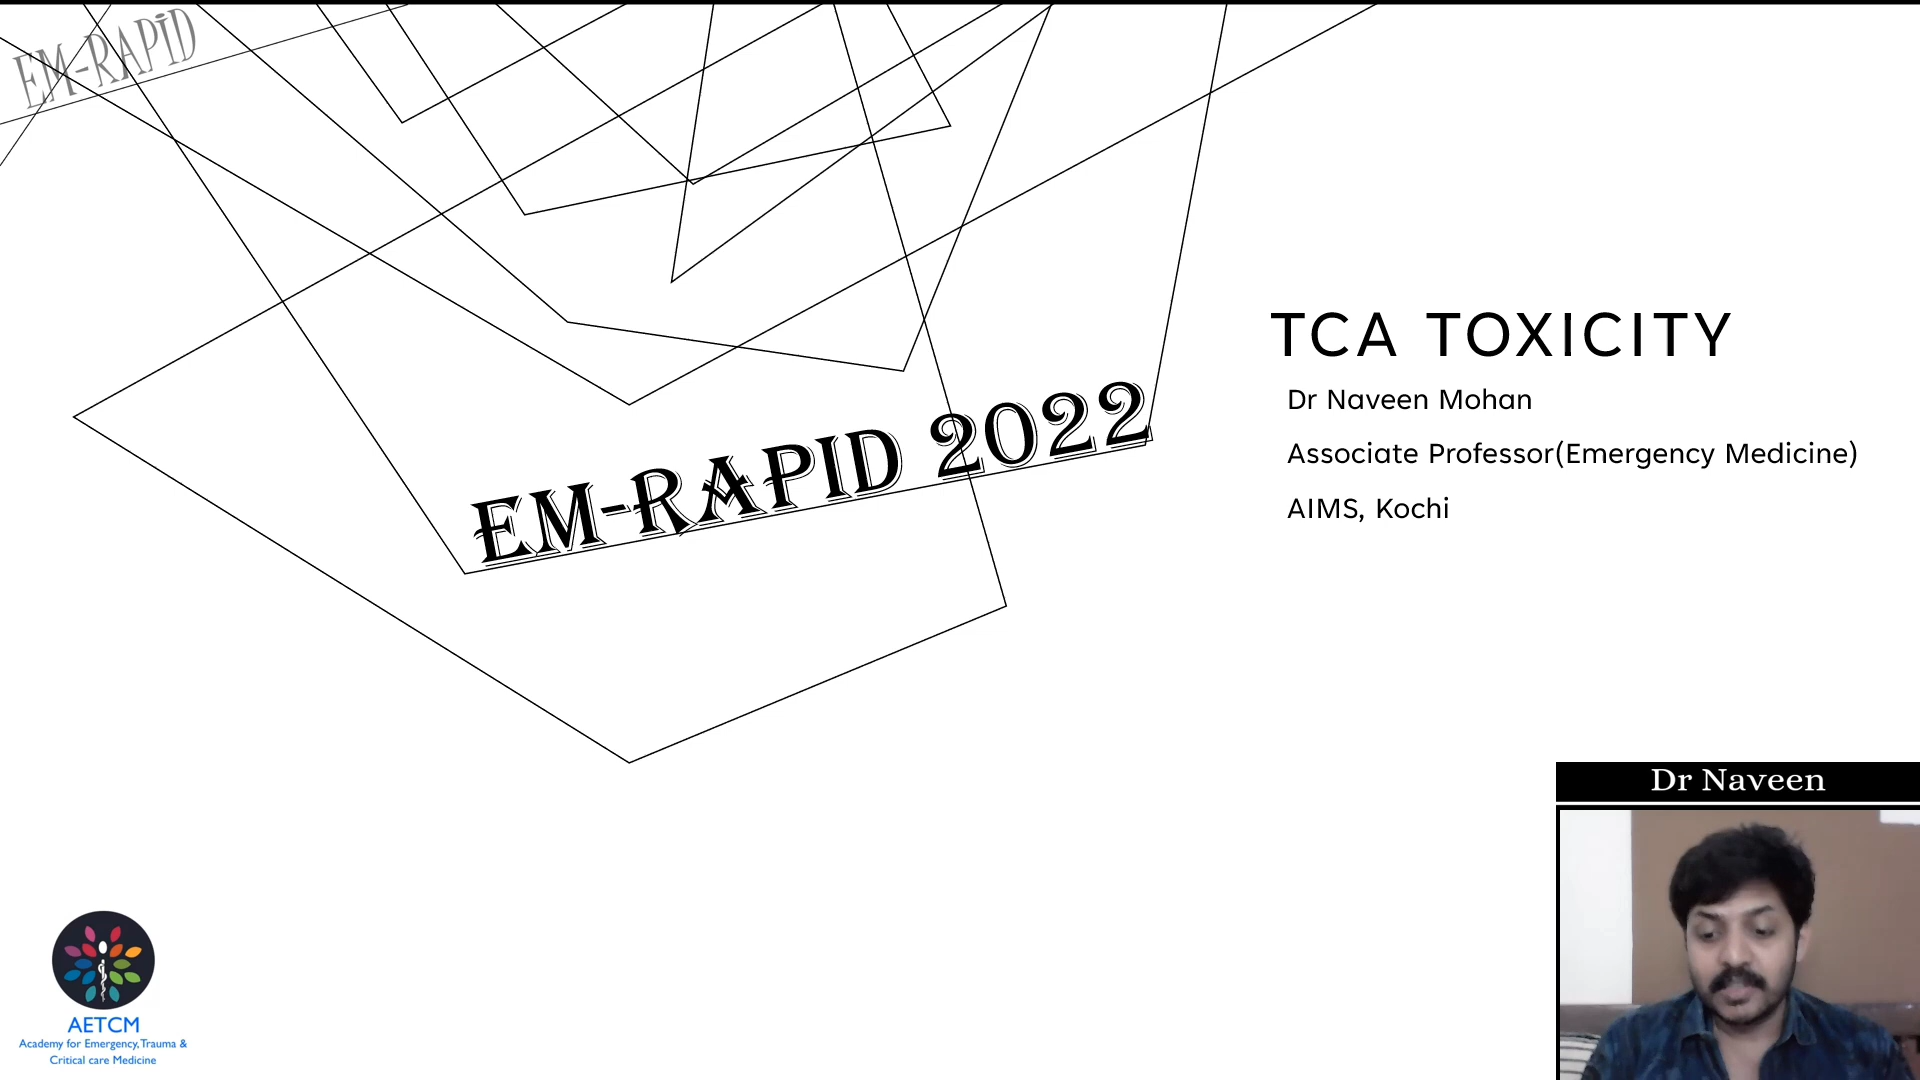 EM-RAPID
TCA TOXICITY
Dr Naveen Mohan
Associate Professor(Emergency Medicine)
AIMS, Kochi
EM-RAPID 2022
Dr Naveen
AETCM
Academy for Emergency,Trauma &
Critical care Medicine